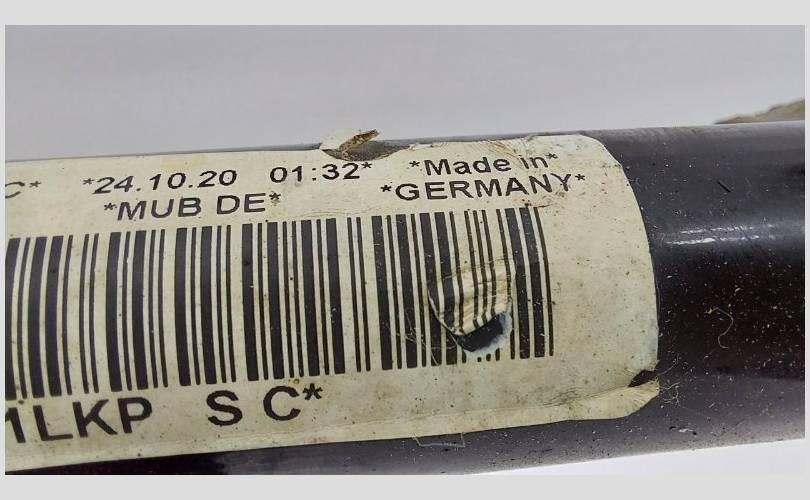 C* *24.10.20 01:32* *Made in*
*MUB DE* *GERMANY*
1LKP S C*